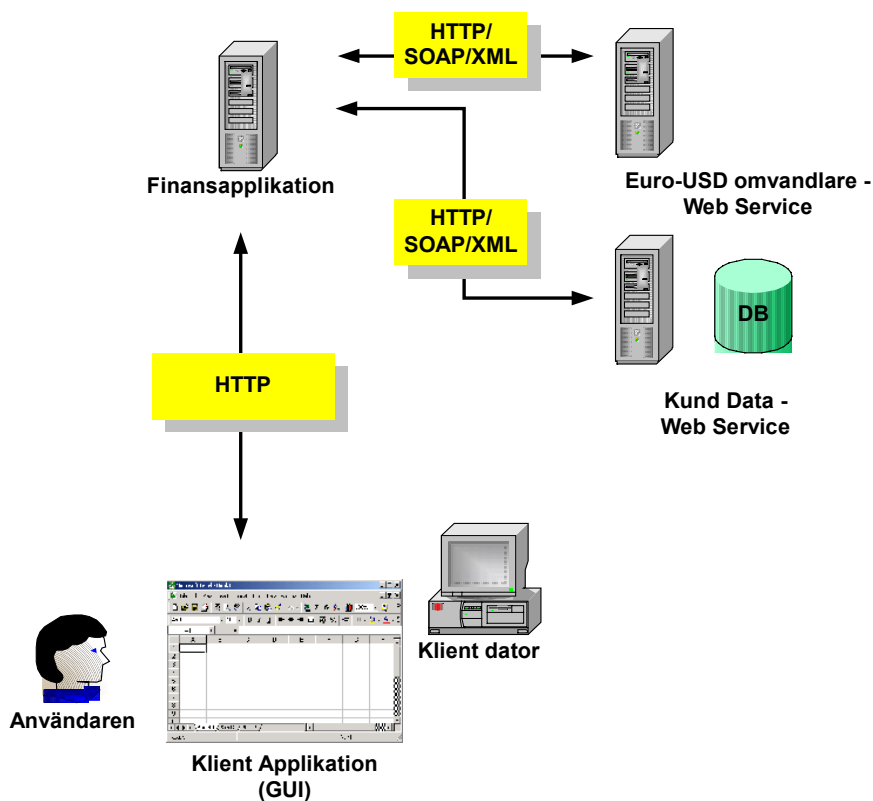 HTTP/
SOAP/XML
Finansapplikation
Euro-USD omvandlare -
Web Service
HTTP/
SOAP/XML
DB
Kund Data -
Web Service
HTTP
Klient dator
Användaren
Klient Applikation
(GUI)